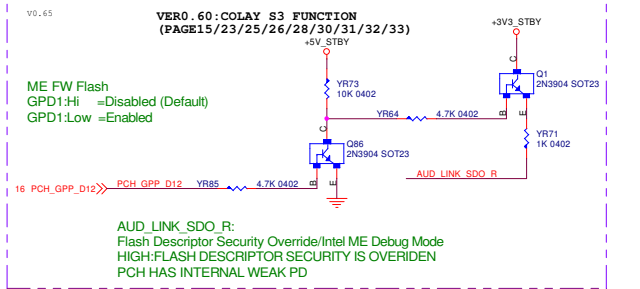 V0.65
VER0.60:COLAY S3 FUNCTION
(PAGE15/23/25/26/28/30/31/32/33)
+5V_STBY
+3V3_STBY
ME FW Flash
GPD1:Hi =Disabled (Default)
GPD1:Low =Enabled
YR73
10K 0402
C
Q1
2N3904 SOT23
B
E
YR64
4.7K 0402
YR71
1K 0402
C
Q86
2N3904 SOT23
B
E
AUD_LINK_SDO_R
16 PCH_GPP_D12
PCH_GPP_D12
YR85
4.7K 0402
AUD_LINK_SDO_R:
Flash Descriptor Security Override/Intel ME Debug Mode
HIGH:FLASH DESCRIPTOR SECURITY IS OVERIDEN
PCH HAS INTERNAL WEAK PD